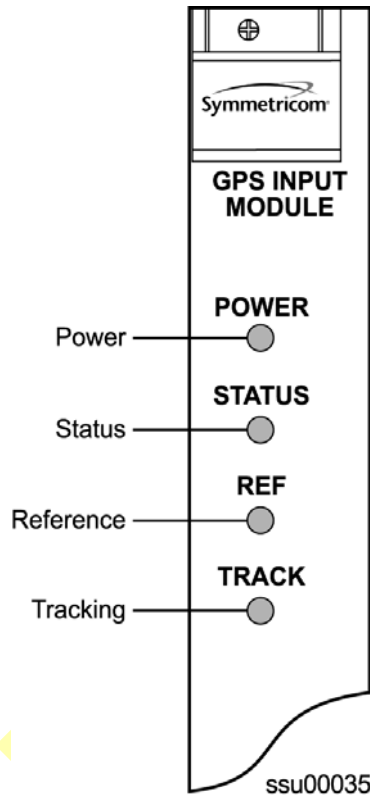 Symmetricom
GPS INPUT
MODULE
POWER
Power
STATUS
Status
REF
Reference
TRACK
Tracking
ssu00035